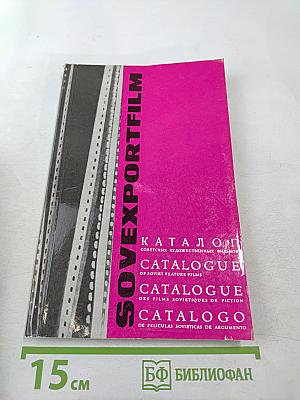 SOVEXPORTFILM
КАТАЛОГ
СОВЕТСКИХ ХУДОЖЕСТВЕННЫХ ФИЛЬМОВ
CATALOGUE
OF SOVIET FEATURE FILMS
CATALOGUE
DES FILMS SOVIETIQUES DE FICTION
CATALOGO
DE PELICULAS SOVIETICAS DE ARGUMENTO
15 см
БФ БИБЛИОФАН